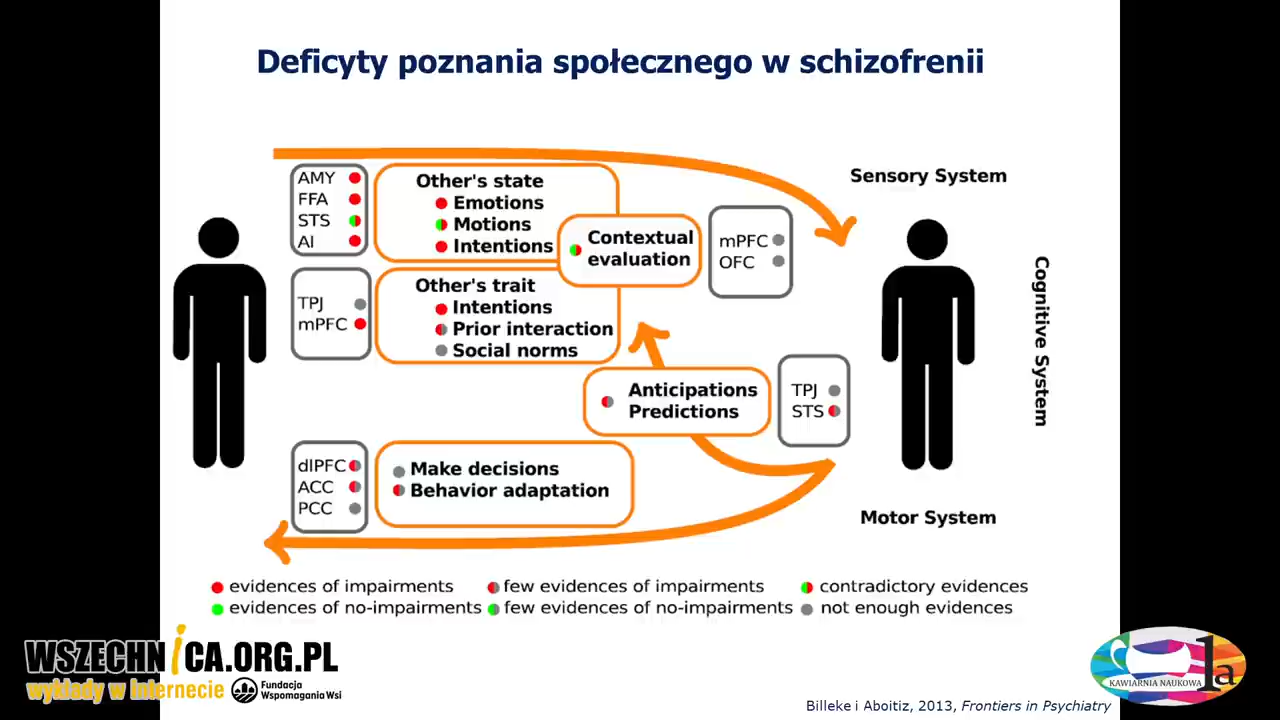 Deficyty poznania społecznego w schizofrenii
Sensory System
AMY
FFA
STS
AI
Other's state
Emotions
Motions
Intentions
Contextual
evaluation
mPFC
OFC
TPJ
mPFC
Other's trait
Intentions
Prior interaction
Social norms
Cognitive System
Anticipations
Predictions
TPJ
STS
dlPFC
ACC
PCC
Make decisions
Behavior adaptation
Motor System
evidences of impairments
few evidences of impairments
contradictory evidences
evidences of no-impairments
few evidences of no-impairments
not enough evidences
WSZECHNiCA.ORG.PL
wykłady w internecie
Fundacja
Wspomagania Wsi
KAWIARNIA NAUKOWA
1a
Billeke i Aboitiz, 2013, Frontiers in Psychiatry